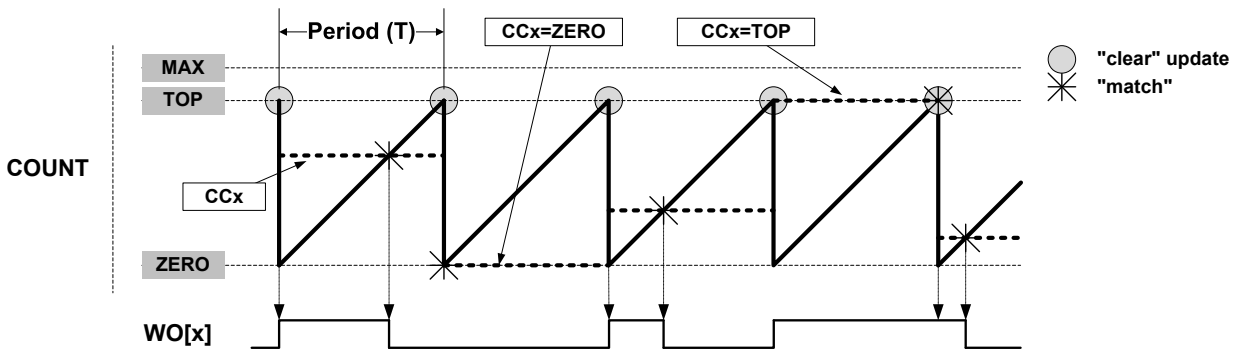 Period (T)
CCx=ZERO
CCx=TOP
"clear" update
"match"
MAX
TOP
COUNT
CCx
ZERO
WO[x]